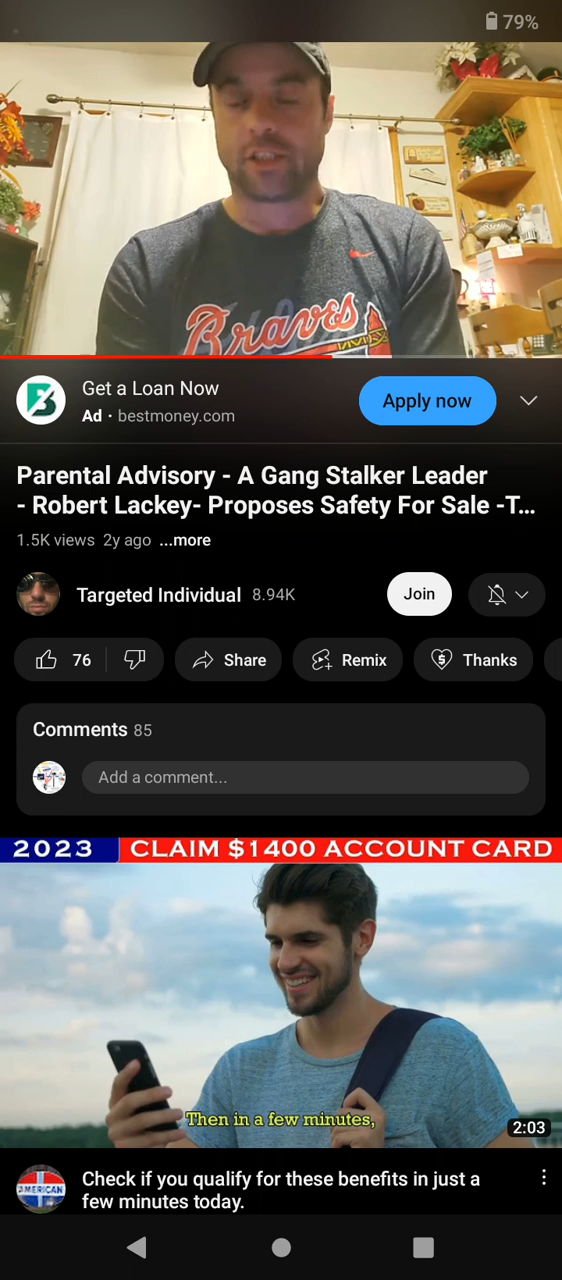 79%
Braves
Get a Loan Now
Ad · bestmoney.com
Apply now
Parental Advisory - A Gang Stalker Leader
- Robert Lackey- Proposes Safety For Sale -T...
1.5K views 2y ago ...more
Targeted Individual 8.94K
Join
76
Share
Remix
Thanks
Comments 85
Add a comment...
2023 CLAIM $1400 ACCOUNT CARD
Then in a few minutes,
2:03
AMERICAN
Check if you qualify for these benefits in just a
few minutes today.